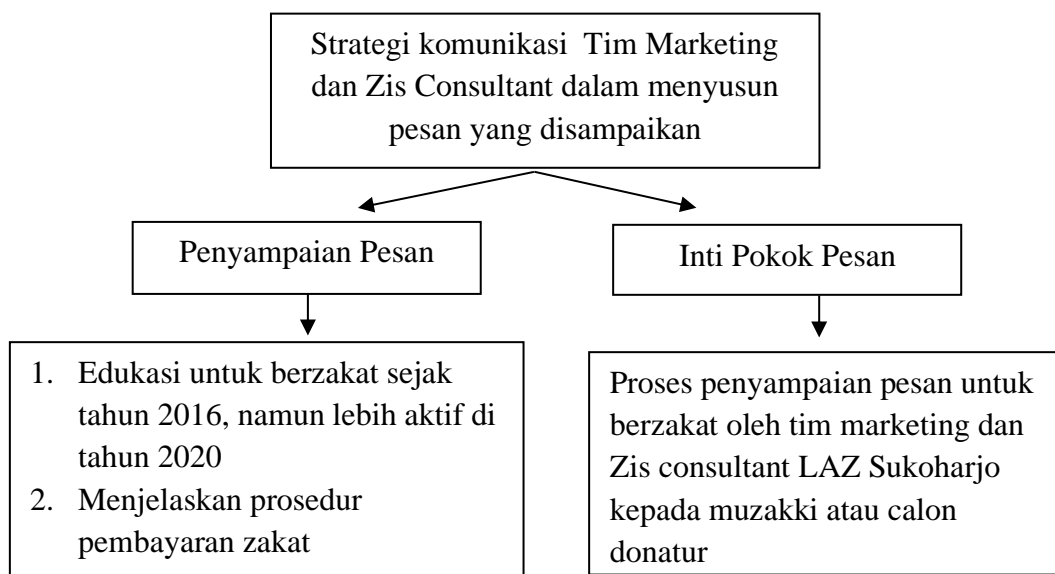 Strategi komunikasi Tim Marketing
dan Zis Consultant dalam menyusun
pesan yang disampaikan
Penyampaian Pesan
Inti Pokok Pesan
1. Edukasi untuk berzakat sejak
tahun 2016, namun lebih aktif di
tahun 2020
2. Menjelaskan prosedur
pembayaran zakat
Proses penyampaian pesan untuk
berzakat oleh tim marketing dan
Zis consultant LAZ Sukoharjo
kepada muzakki atau calon
donatur